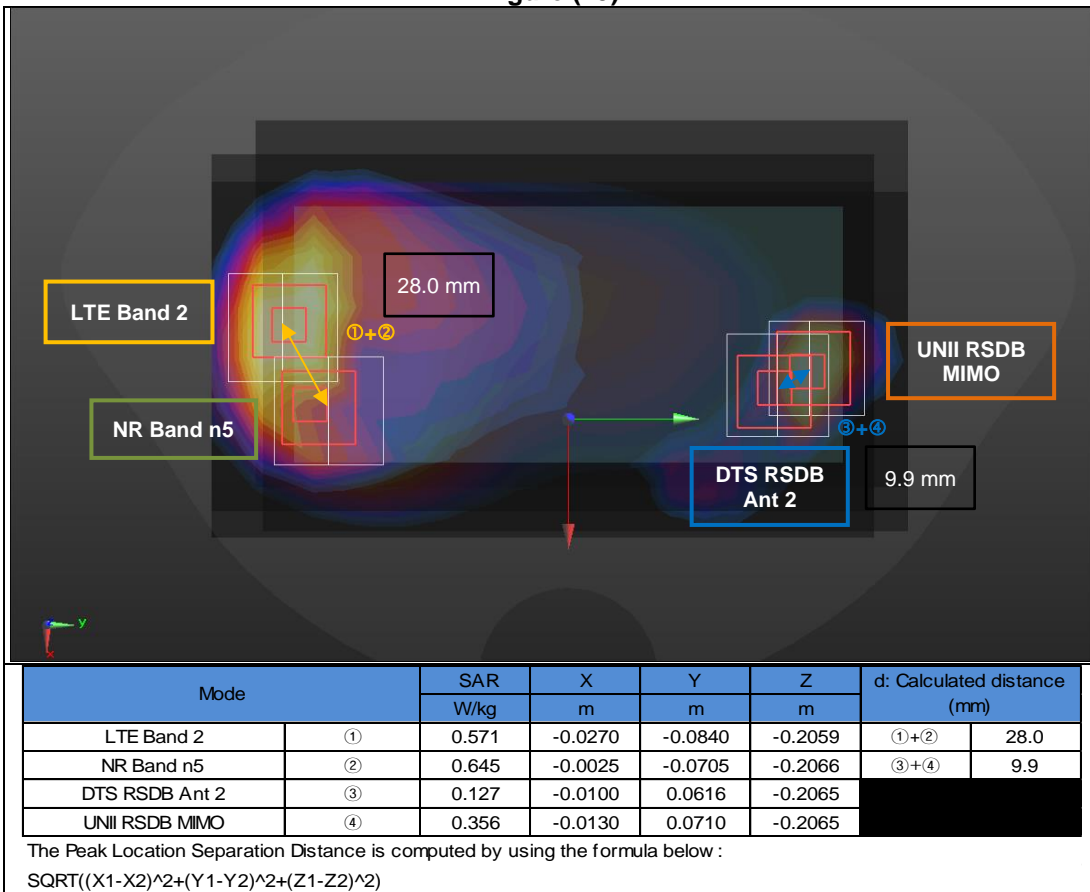 28.0 mm
LTE Band 2
①+②
UNII RSDB
MIMO
NR Band n5
③+④
DTS RSDB
Ant 2
9.9 mm
y
x
Mode SAR X Y Z d: Calculated distance (mm)
W/kg m m m
LTE Band 2 ① 0.571 -0.0270 -0.0840 -0.2059 ①+② 28.0
NR Band n5 ② 0.645 -0.0025 -0.0705 -0.2066 ③+④ 9.9
DTS RSDB Ant 2 ③ 0.127 -0.0100 0.0616 -0.2065
UNII RSDB MIMO ④ 0.356 -0.0130 0.0710 -0.2065
The Peak Location Separation Distance is computed by using the formula below :
SQRT((X1-X2)^2+(Y1-Y2)^2+(Z1-Z2)^2)